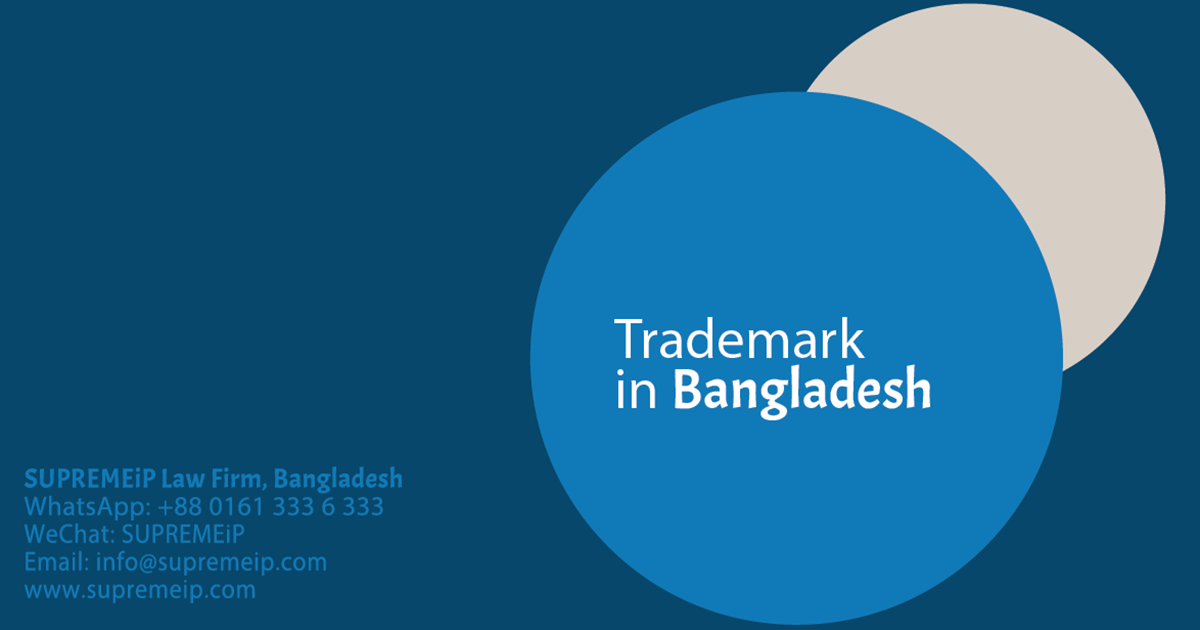 Trademark
in Bangladesh
SUPREMEiP Law Firm, Bangladesh
WhatsApp: +88 0161 333 6 333
WeChat: SUPREMEiP
Email: info@supremeip.com
www.supremeip.com